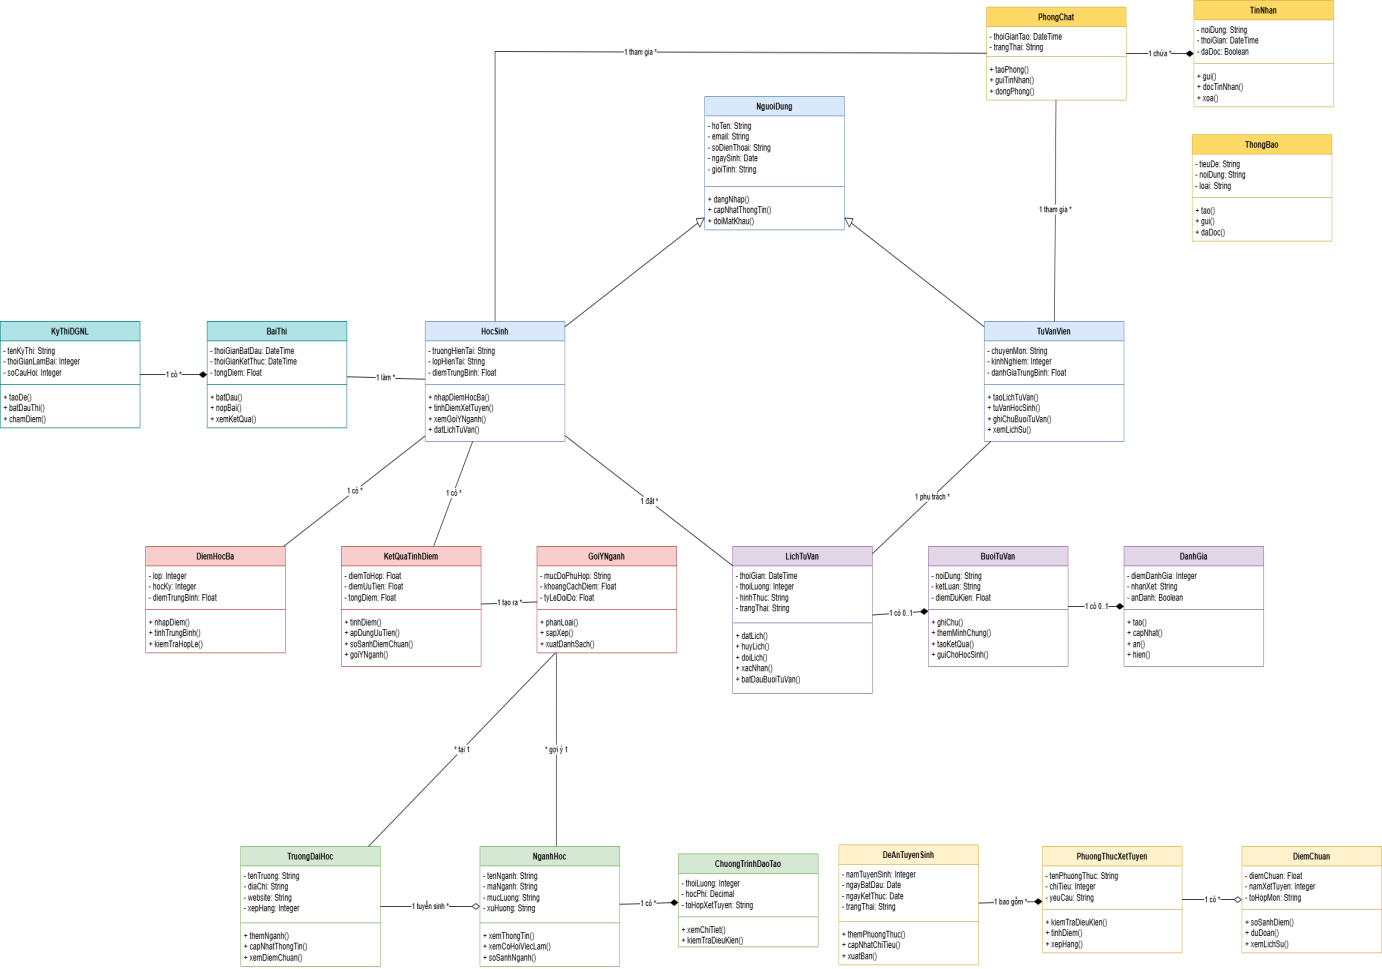 PhongChat
- thoiGianTao: DateTime
- trangThai: String
+ taoPhong()
+ guiTinNhan()
+ dongPhong()
TinNhan
- noiDung: String
- thoiGian: DateTime
- daDoc: Boolean
+ gui()
+ docTinNhan()
+ xoa()
1 tham gia *
1 chứa *
NguoiDung
- hoTen: String
- email: String
- soDienThoai: String
- ngaySinh: Date
- gioiTinh: String
+ dangNhap()
+ capNhatThongTin()
+ doiMatKhau()
ThongBao
- tieuDe: String
- noiDung: String
- loai: String
+ tao()
+ gui()
+ daDoc()
1 tham gia *
KyThiDGNL
- tenKyThi: String
- thoiGianLamBai: Integer
- soCauHoi: Integer
+ taoDe()
+ batDauThi()
+ chamDiem()
1 có *
BaiThi
- thoiGianBatDau: DateTime
- thoiGianKetThuc: DateTime
- tongDiem: Float
+ batDau()
+ nopBai()
+ xemKetQua()
1 làm *
HocSinh
- truongHienTai: String
- lopHienTai: String
- diemTrungBinh: Float
+ nhapDiemHocBa()
+ tinhDiemXetTuyen()
+ xemGoiYNganh()
+ datLichTuVan()
TuVanVien
- chuyenMon: String
- kinhNghiem: Integer
- danhGiaTrungBinh: Float
+ taoLichTuVan()
+ tuVanHocSinh()
+ ghiChuBuoiTuVan()
+ xemLichSu()
1 có *
1 có *
1 đặt *
1 phụ trách *
DiemHocBa
- lop: Integer
- hocKy: Integer
- diemTrungBinh: Float
+ nhapDiem()
+ tinhTrungBinh()
+ kiemTraHopLe()
KetQuaTinhDiem
- diemToHop: Float
- diemUuTien: Float
- tongDiem: Float
+ tinhDiem()
+ apDungUuTien()
+ soSanhDiemChuan()
+ goiYNganh()
1 tạo ra *
GoiYNganh
- mucDoPhuHop: String
- khoangCachDiem: Float
- tyLeDoiDo: Float
+ phanLoai()
+ sapXep()
+ xuatDanhSach()
LichTuVan
- thoiGian: DateTime
- thoiLuong: Integer
- hinhThuc: String
- trangThai: String
+ datLich()
+ huyLich()
+ doiLich()
+ xacNhan()
+ batDauBuoiTuVan()
1 có 0..1
BuoiTuVan
- noiDung: String
- ketLuan: String
- diemDuKien: Float
+ ghiChu()
+ themMinhChung()
+ taoKetQua()
+ guiChoHocSinh()
1 có 0..1
DanhGia
- diemDanhGia: Integer
- nhanXet: String
- anDanh: Boolean
+ tao()
+ capNhat()
+ an()
+ hien()
* tại 1
* gợi ý 1
TruongDaiHoc
- tenTruong: String
- diaChi: String
- website: String
- xepHang: Integer
+ themNganh()
+ capNhatThongTin()
+ xemDiemChuan()
1 tuyển sinh *
NganhHoc
- tenNganh: String
- maNganh: String
- mucLuong: String
- xuHuong: String
+ xemThongTin()
+ xemCoHoiViecLam()
+ soSanhNganh()
1 có *
ChuongTrinhDaoTao
- thoiLuong: Integer
- hocPhi: Decimal
- toHopXetTuyen: String
+ xemChiTiet()
+ kiemTraDieuKien()
DeAnTuyenSinh
- namTuyenSinh: Integer
- ngayBatDau: Date
- ngayKetThuc: Date
- trangThai: String
+ themPhuongThuc()
+ capNhatChiTieu()
+ xuatBan()
1 bao gồm *
PhuongThucXetTuyen
- tenPhuongThuc: String
- chiTieu: Integer
- yeuCau: String
+ kiemTraDieuKien()
+ tinhDiem()
+ xepHang()
1 có *
DiemChuan
- diemChuan: Float
- namXetTuyen: Integer
- toHopMon: String
+ soSanhDiem()
+ duDoan()
+ xemLichSu()